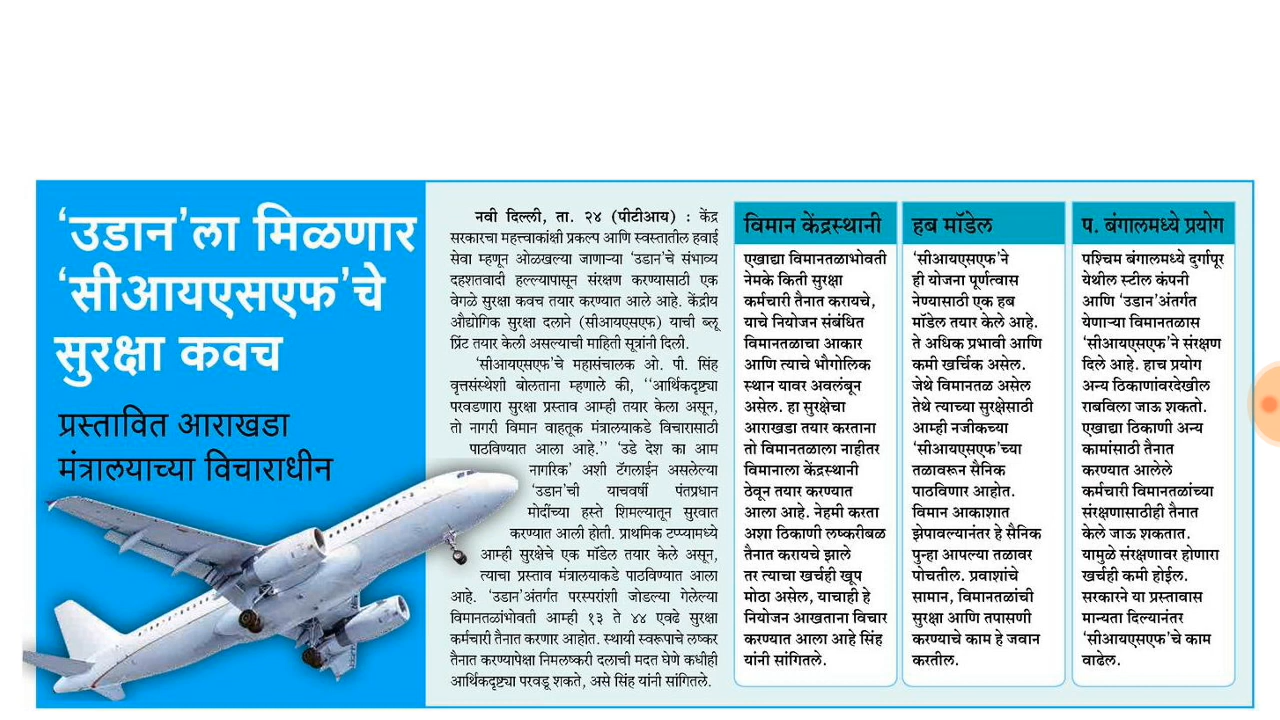 ‘उडान’ला मिळणार
‘सीआयएसएफ’चे
सुरक्षा कवच
प्रस्तावित आराखडा
मंत्रालयाच्या विचाराधीन
नवी दिल्ली, ता. २४ (पीटीआय) : केंद्र
सरकारचा महत्त्वाकांक्षी प्रकल्प आणि स्वस्तातील हवाई
सेवा म्हणून ओळखल्या जाणाऱ्या ‘उडान’चे संभाव्य
दहशतवादी हल्ल्यापासून संरक्षण करण्यासाठी एक
वेगळे सुरक्षा कवच तयार करण्यात आले आहे. केंद्रीय
औद्योगिक सुरक्षा दलाने (सीआयएसएफ) याची ब्लू
प्रिंट तयार केली असल्याची माहिती सूत्रांनी दिली.
‘सीआयएसएफ’चे महासंचालक ओ. पी. सिंह
वृत्तसंस्थेशी बोलताना म्हणाले की, ‘‘आर्थिकदृष्ट्या
परवडणारा सुरक्षा प्रस्ताव आम्ही तयार केला असून,
तो नागरी विमान वाहतूक मंत्रालयाकडे विचारासाठी
पाठविण्यात आला आहे.’’ ‘उडे देश का आम
नागरिक’ अशी टॅगलाईन असलेल्या
‘उडान’ची याचवर्षी पंतप्रधान
मोदींच्या हस्ते शिमल्यातून सुरवात
करण्यात आली होती. प्राथमिक टप्प्यामध्ये
आम्ही सुरक्षेचे एक मॉडेल तयार केले असून,
त्याचा प्रस्ताव मंत्रालयाकडे पाठविण्यात आला
आहे. ‘उडान’अंतर्गत परस्परांशी जोडल्या गेलेल्या
विमानतळांभोवती आम्ही १३ ते ४४ एवढे सुरक्षा
कर्मचारी तैनात करणार आहोत. स्थायी स्वरूपाचे लष्कर
तैनात करण्यापेक्षा निमलष्करी दलाची मदत घेणे कधीही
आर्थिकदृष्ट्या परवडू शकते, असे सिंह यांनी सांगितले.
विमान केंद्रस्थानी
एखाद्या विमानतळाभोवती
नेमके किती सुरक्षा
कर्मचारी तैनात करायचे,
याचे नियोजन संबंधित
विमानतळाचा आकार
आणि त्याचे भौगोलिक
स्थान यावर अवलंबून
असेल. हा सुरक्षेचा
आराखडा तयार करताना
तो विमानतळाला नाहीतर
विमानाला केंद्रस्थानी
ठेवून तयार करण्यात
आला आहे. नेहमी करता
अशा ठिकाणी लष्करीबळ
तैनात करायचे झाले
तर त्याचा खर्चही खूप
मोठा असेल, याचाही हे
नियोजन आखताना विचार
करण्यात आला आहे सिंह
यांनी सांगितले.
हब मॉडेल
‘सीआयएसएफ’ने
ही योजना पूर्णत्वास
नेण्यासाठी एक हब
मॉडेल तयार केले आहे.
ते अधिक प्रभावी आणि
कमी खर्चिक असेल.
जेथे विमानतळ असेल
तेथे त्याच्या सुरक्षेसाठी
आम्ही नजीकच्या
‘सीआयएसएफ’च्या
तळावरून सैनिक
पाठविणार आहोत.
विमान आकाशात
झेपावल्यानंतर हे सैनिक
पुन्हा आपल्या तळावर
पोचतील. प्रवाशांचे
सामान, विमानतळांची
सुरक्षा आणि तपासणी
करण्याचे काम हे जवान
करतील.
प. बंगालमध्ये प्रयोग
पश्‍चिम बंगालमध्ये दुर्गापूर
येथील स्टील कंपनी
आणि ‘उडान’अंतर्गत
येणाऱ्या विमानतळास
‘सीआयएसएफ’ने संरक्षण
दिले आहे. हाच प्रयोग
अन्य ठिकाणांवरदेखील
राबविला जाऊ शकतो.
एखाद्या ठिकाणी अन्य
कामांसाठी तैनात
करण्यात आलेले
कर्मचारी विमानतळांच्या
संरक्षणासाठीही तैनात
केले जाऊ शकतात.
यामुळे संरक्षणावर होणारा
खर्चही कमी होईल.
सरकारने या प्रस्तावास
मान्यता दिल्यानंतर
‘सीआयएसएफ’चे काम
वाढेल.